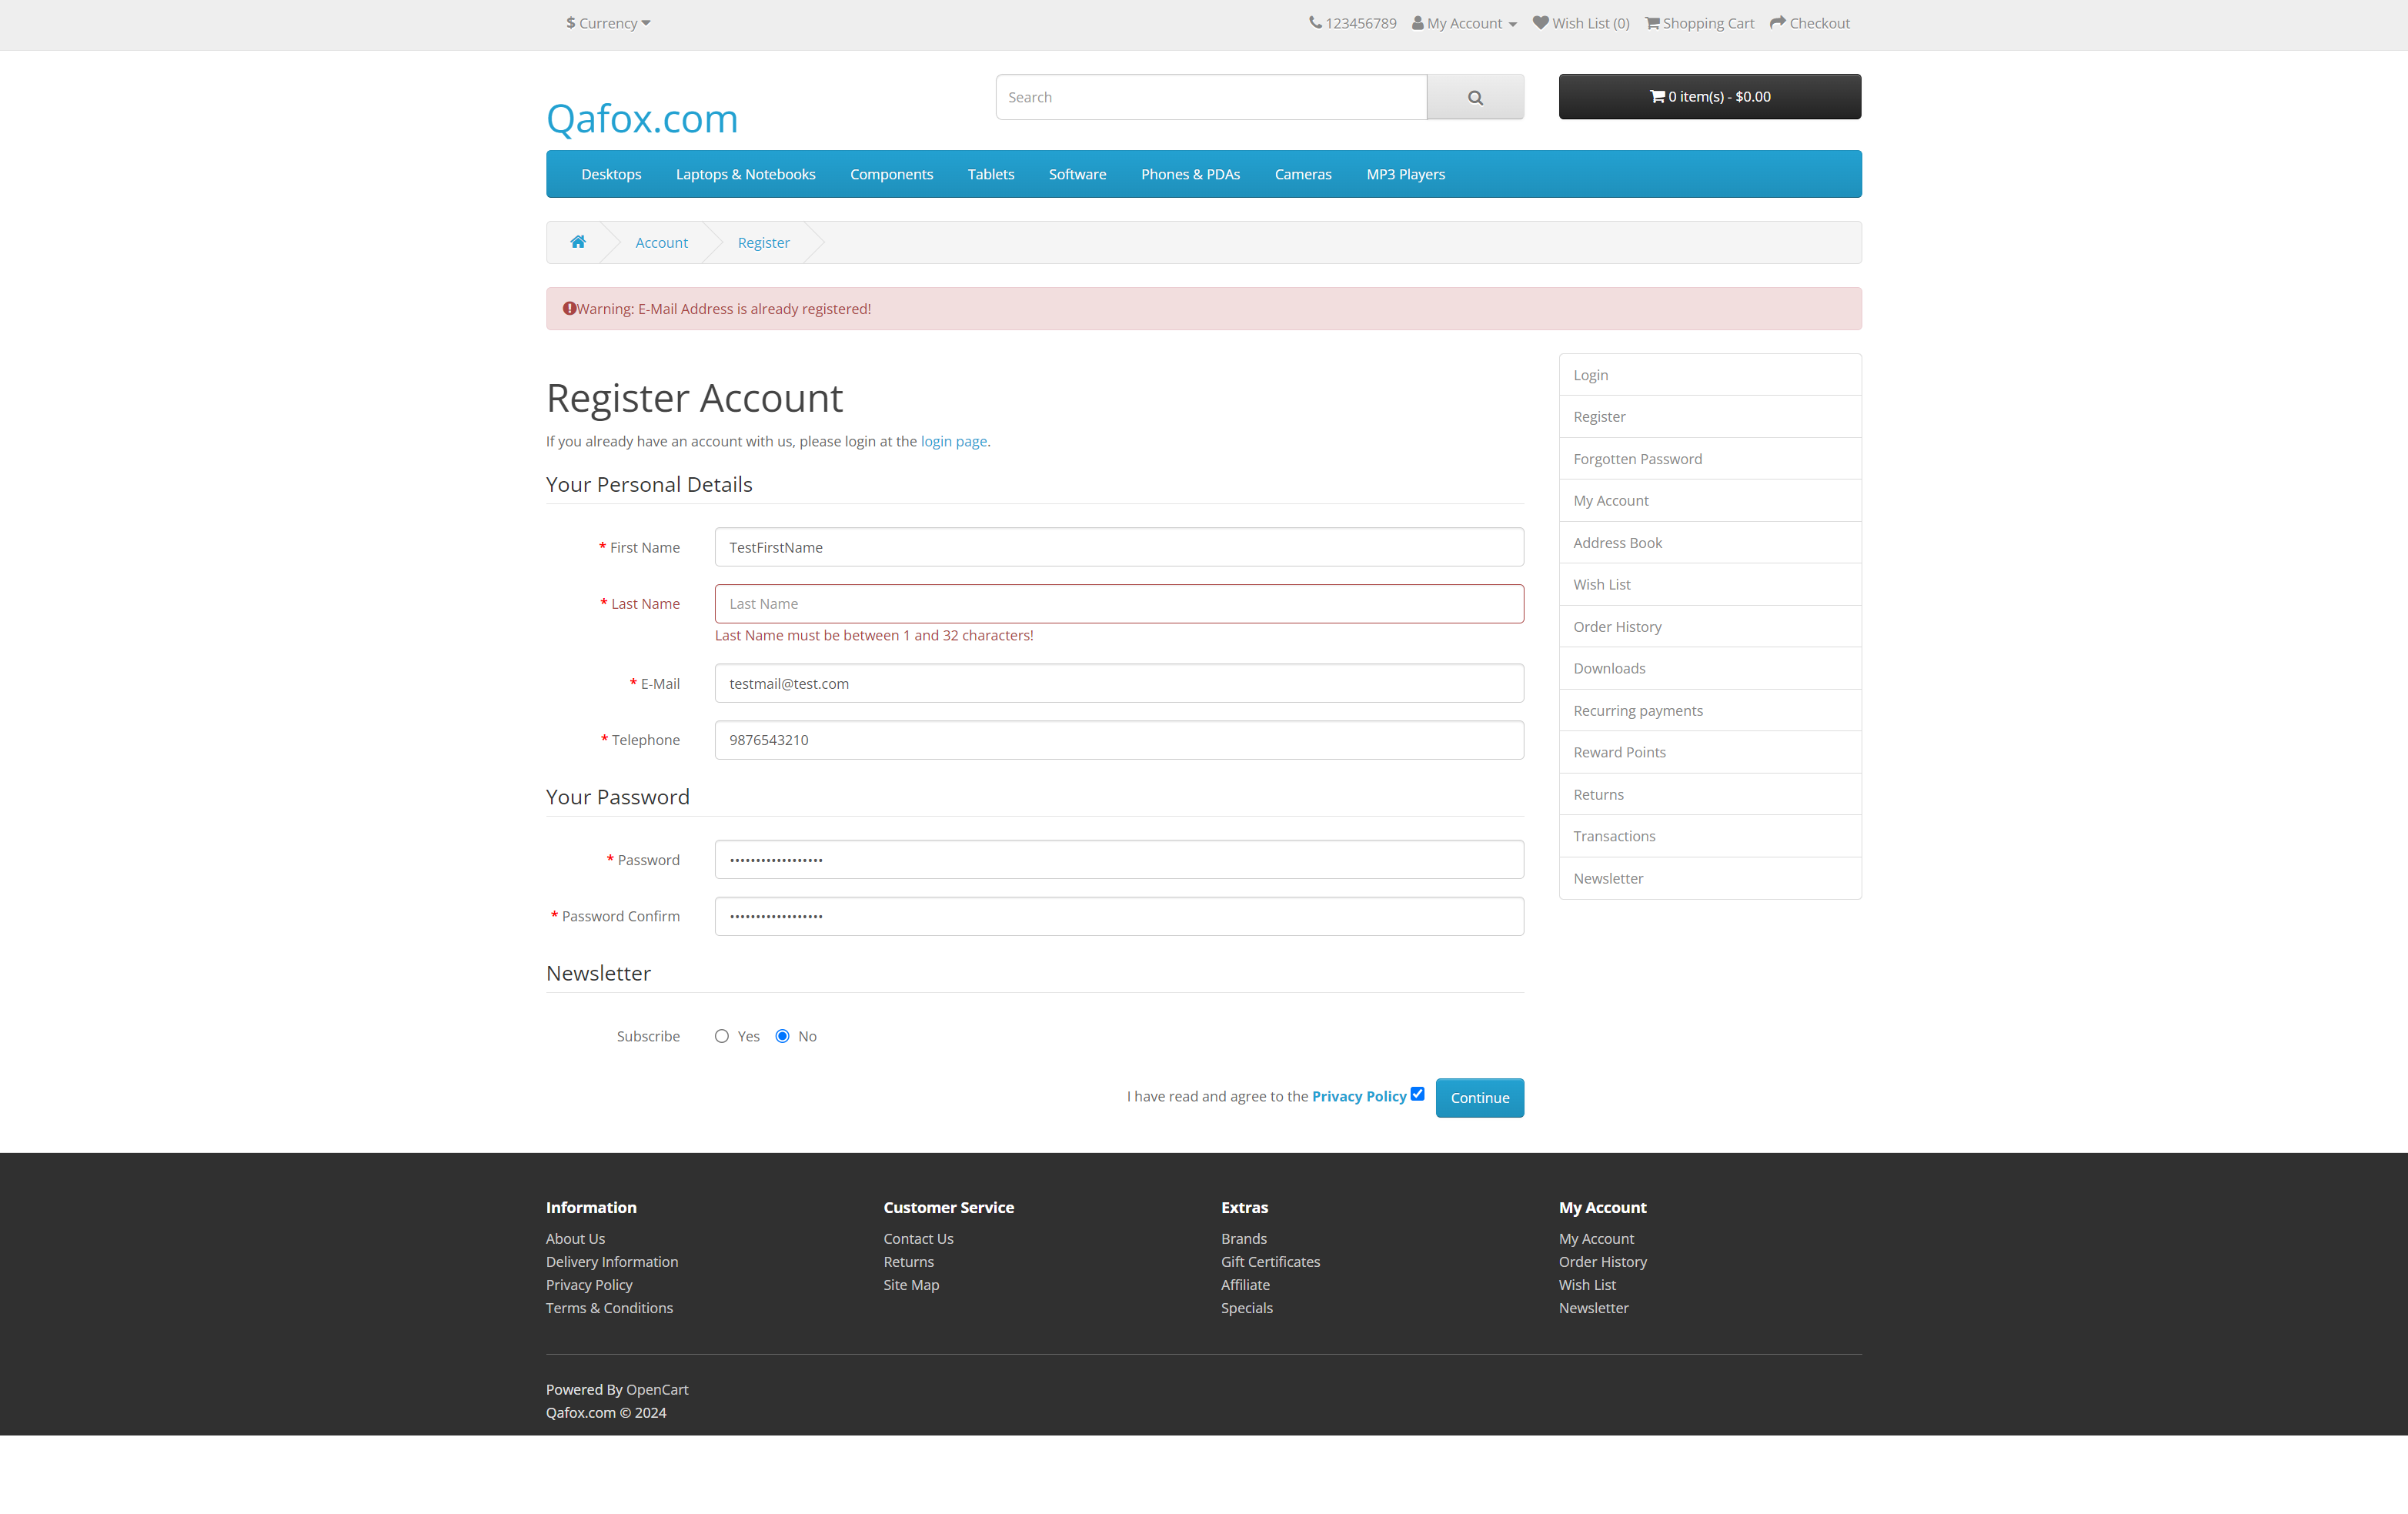 $ Currency
123456789 My Account Wish List (0) Shopping Cart Checkout
Qafox.com
Search
0 item(s) - $0.00
Desktops Laptops & Notebooks Components Tablets Software Phones & PDAs Cameras MP3 Players
Account Register
Warning: E-Mail Address is already registered!
Register Account
If you already have an account with us, please login at the login page.
Your Personal Details
* First Name TestFirstName
* Last Name Last Name
Last Name must be between 1 and 32 characters!
* E-Mail testmail@test.com
* Telephone 9876543210
Your Password
* Password ••••••••••••••••••
* Password Confirm ••••••••••••••••••
Newsletter
Subscribe Yes No
I have read and agree to the Privacy Policy Continue
Login
Register
Forgotten Password
My Account
Address Book
Wish List
Order History
Downloads
Recurring payments
Reward Points
Returns
Transactions
Newsletter
Information
About Us
Delivery Information
Privacy Policy
Terms & Conditions
Customer Service
Contact Us
Returns
Site Map
Extras
Brands
Gift Certificates
Affiliate
Specials
My Account
My Account
Order History
Wish List
Newsletter
Powered By OpenCart
Qafox.com © 2024